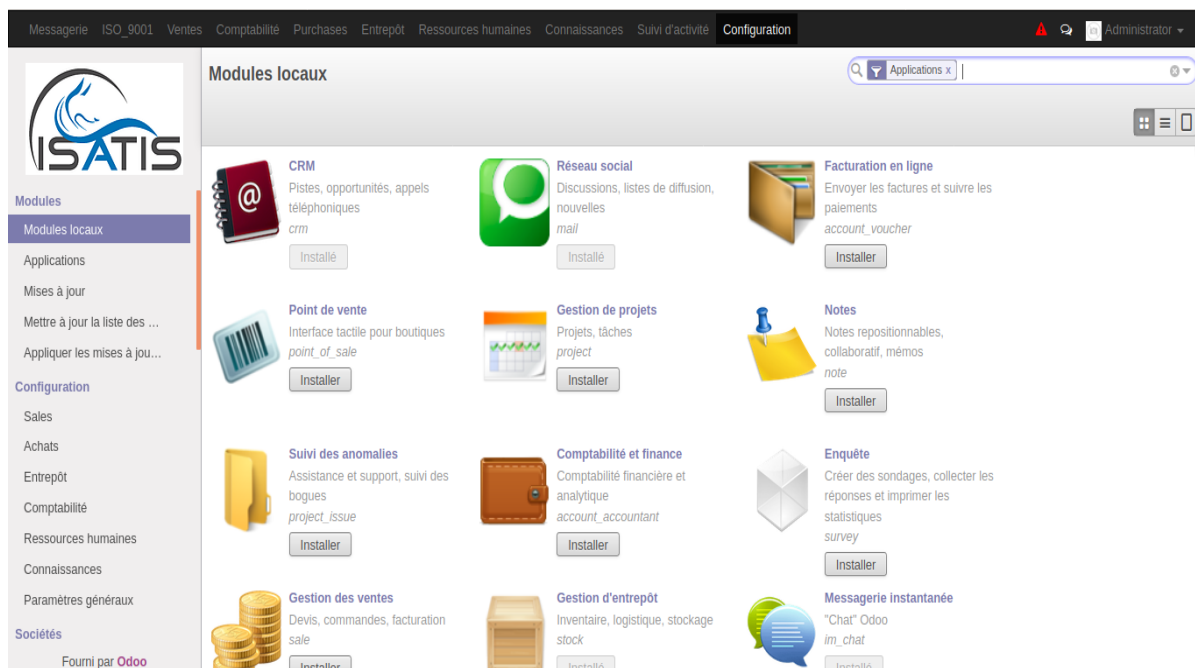 Messagerie ISO_9001 Ventes Comptabilité Purchases Entrepôt Ressources humaines Connaissances Suivi d'activité Configuration Administrator
ISATIS
Modules
Modules locaux
Applications
Mises à jour
Mettre à jour la liste des …
Appliquer les mises à jou…
Configuration
Sales
Achats
Entrepôt
Comptabilité
Ressources humaines
Connaissances
Paramètres généraux
Sociétés
Fourni par Odoo
Modules locaux
Applications x
CRM
Pistes, opportunités, appels
téléphoniques
crm
Installé
Réseau social
Discussions, listes de diffusion,
nouvelles
mail
Installé
Facturation en ligne
Envoyer les factures et suivre les
paiements
account_voucher
Installer
Point de vente
Interface tactile pour boutiques
point_of_sale
Installer
Gestion de projets
Projets, tâches
project
Installer
Notes
Notes repositionnables,
collaboratif, mémos
note
Installer
Suivi des anomalies
Assistance et support, suivi des
bogues
project_issue
Installer
Comptabilité et finance
Comptabilité financière et
analytique
account_accountant
Installer
Enquête
Créer des sondages, collecter les
réponses et imprimer les
statistiques
survey
Installer
Gestion des ventes
Devis, commandes, facturation
sale
Installer
Gestion d'entrepôt
Inventaire, logistique, stockage
stock
Installé
Messagerie instantanée
"Chat" Odoo
im_chat
Installé